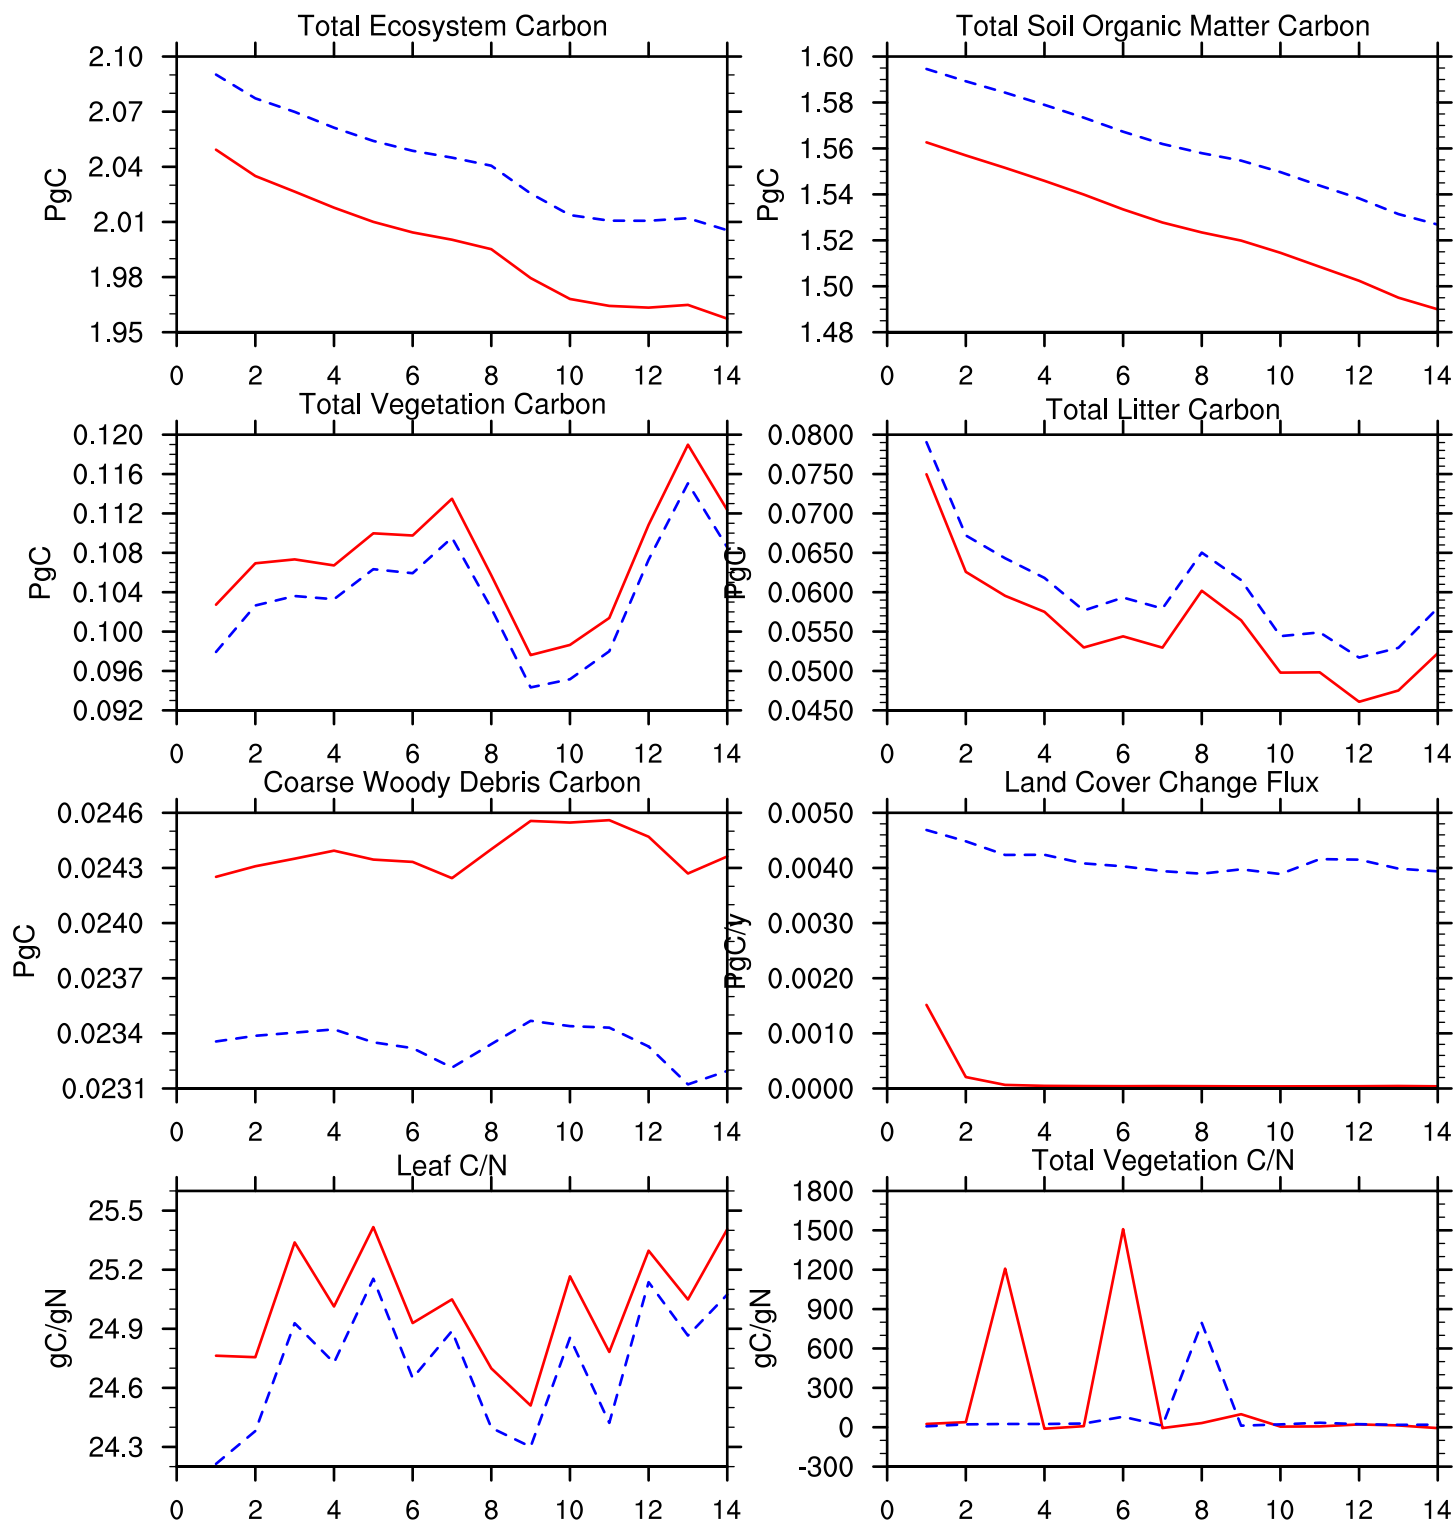 Total Ecosystem Carbon
PgC
2.10
2.07
2.04
2.01
1.98
1.95
0 2 4 6 8 10 12 14
Total Soil Organic Matter Carbon
PgC
1.60
1.58
1.56
1.54
1.52
1.50
1.48
0 2 4 6 8 10 12 14
Total Vegetation Carbon
PgC
0.120
0.116
0.112
0.108
0.104
0.100
0.096
0.092
0 2 4 6 8 10 12 14
Total Litter Carbon
PgC
0.0800
0.0750
0.0700
0.0650
0.0600
0.0550
0.0500
0.0450
0 2 4 6 8 10 12 14
Coarse Woody Debris Carbon
PgC
0.0246
0.0243
0.0240
0.0237
0.0234
0.0231
0 2 4 6 8 10 12 14
Land Cover Change Flux
PgC/y
0.0050
0.0040
0.0030
0.0020
0.0010
0.0000
0 2 4 6 8 10 12 14
Leaf C/N
gC/gN
25.5
25.2
24.9
24.6
24.3
0 2 4 6 8 10 12 14
Total Vegetation C/N
gC/gN
1800
1500
1200
900
600
300
0
-300
0 2 4 6 8 10 12 14